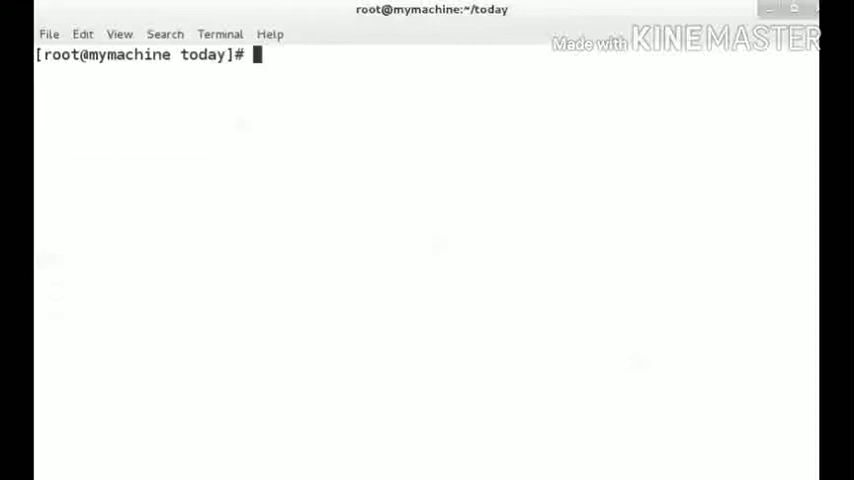 root@mymachine:~/today
File Edit View Search Terminal Help
Made with KINEMASTER
[root@mymachine today]#